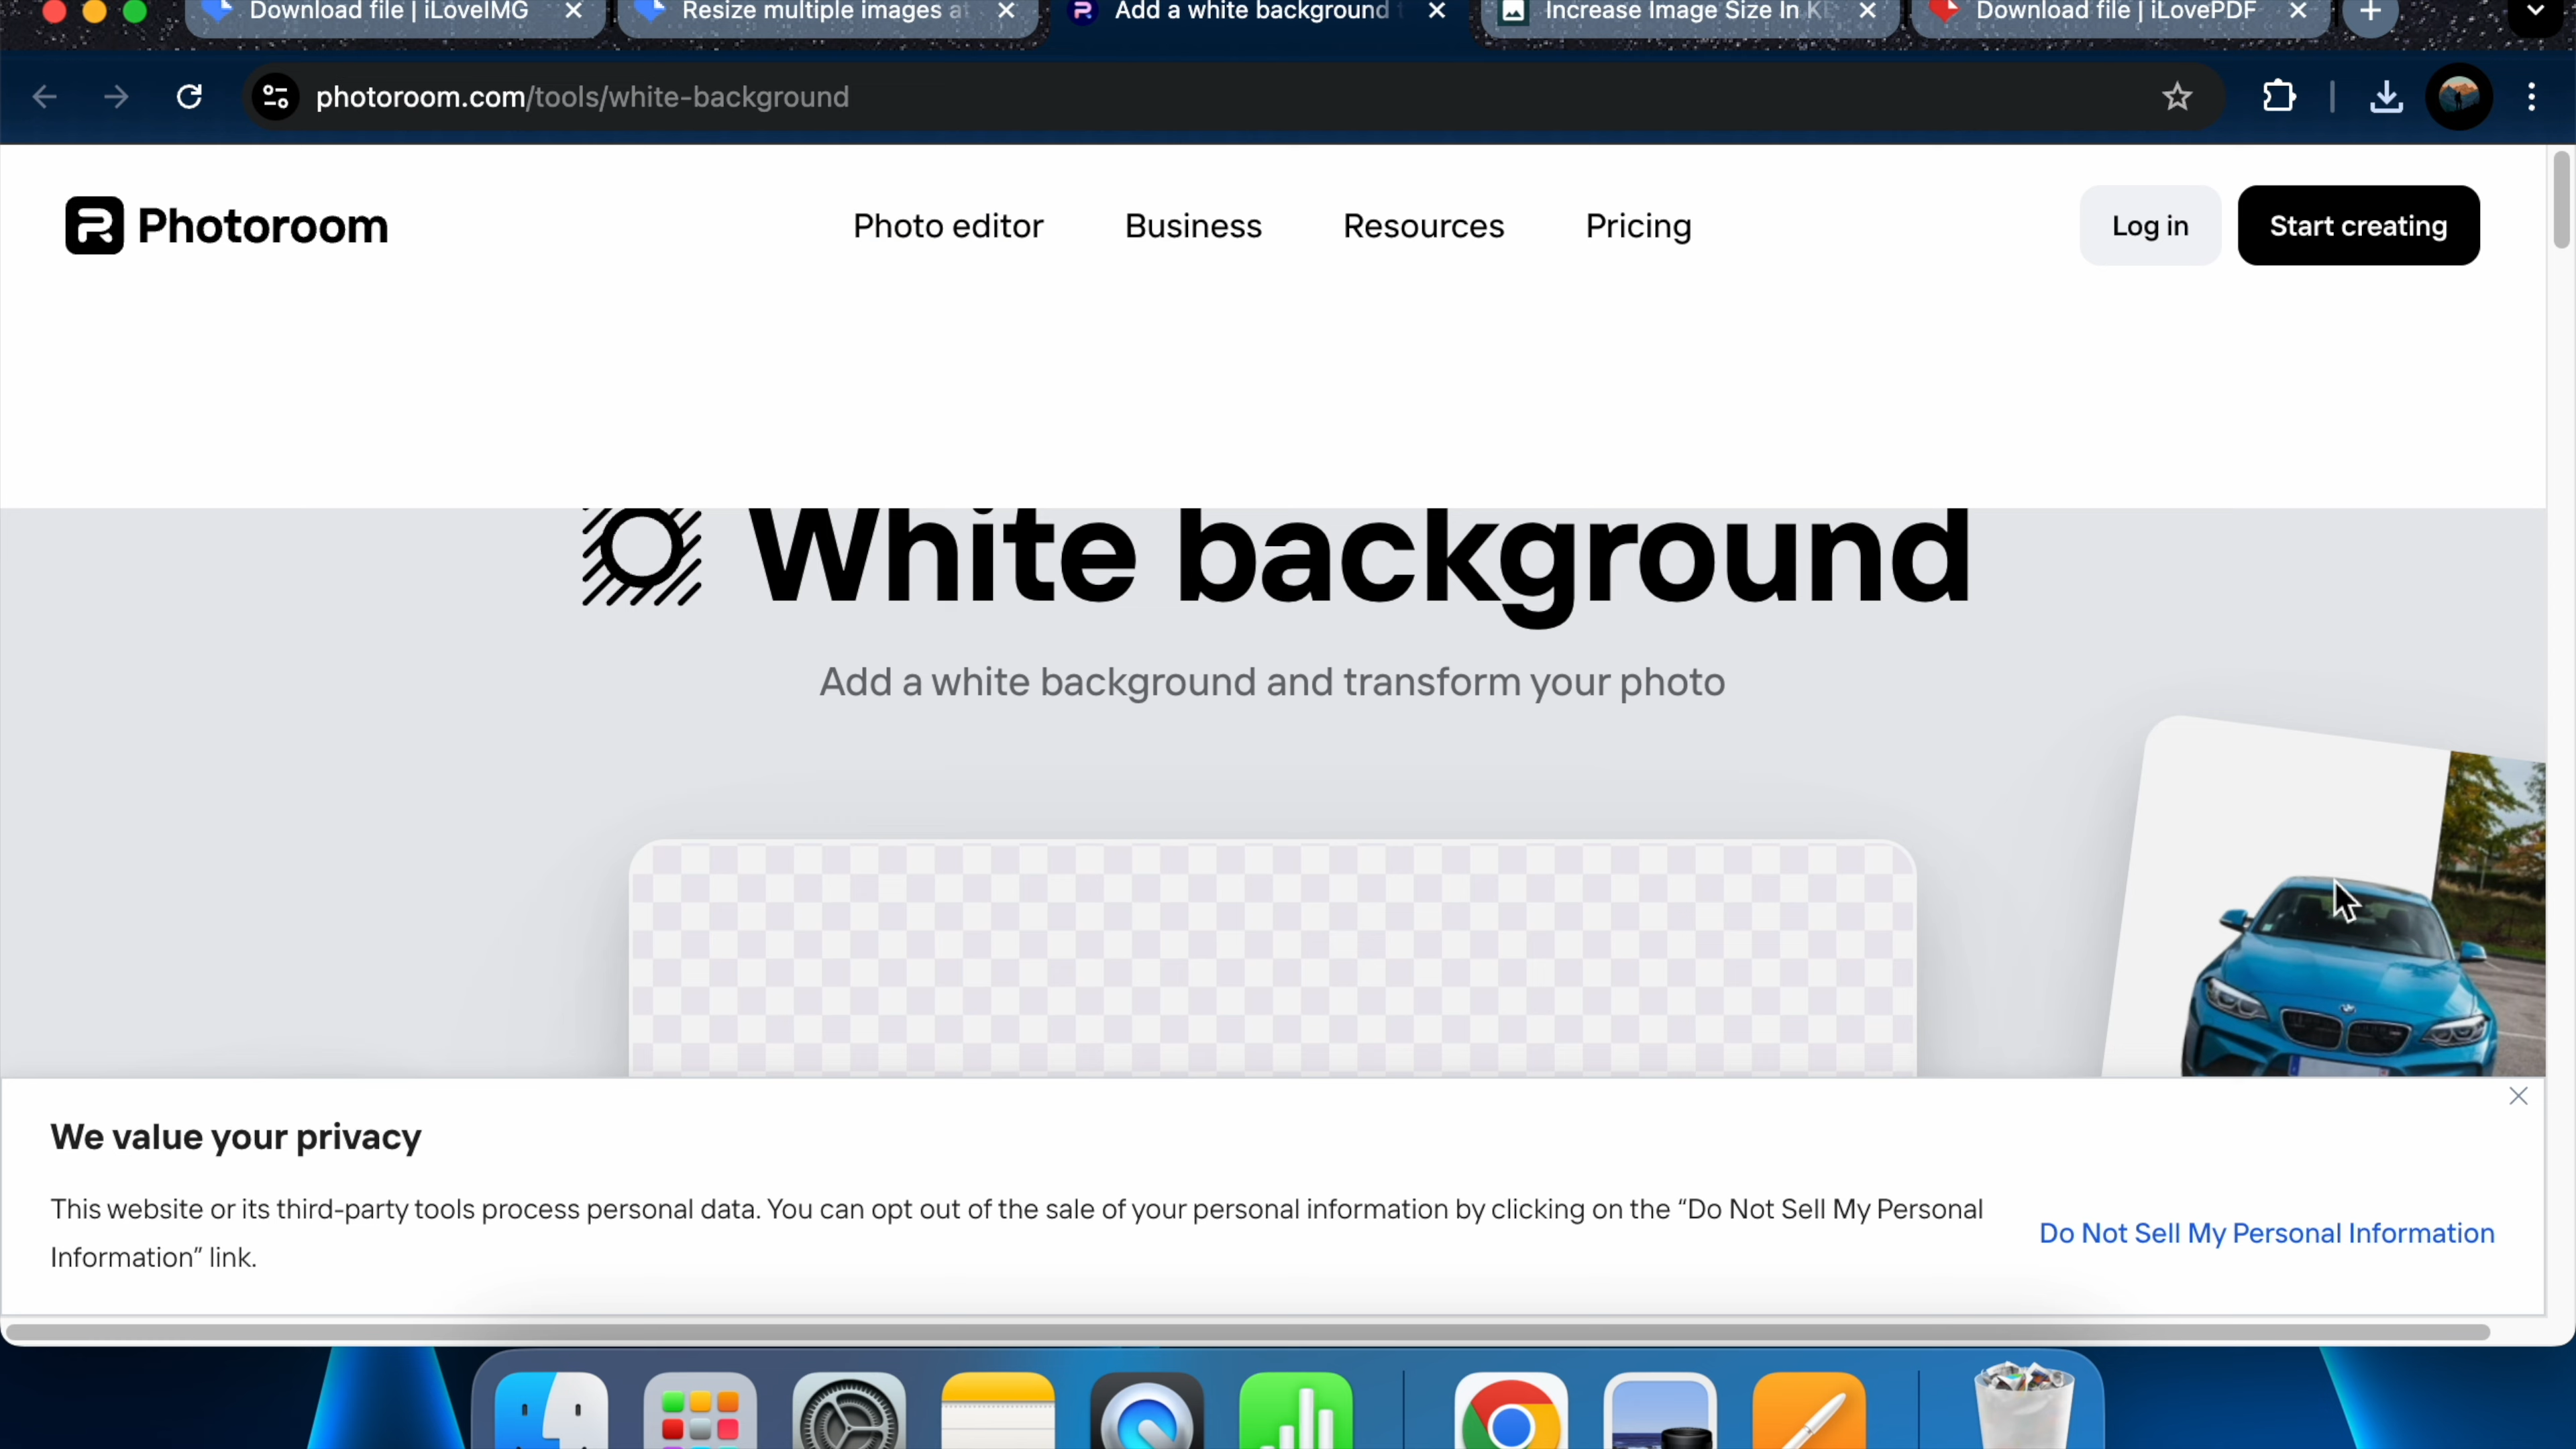 Download file | iLoveIMG
Resize multiple images a
Add a white background
Increase Image Size In K
Download file | iLovePDF
photoroom.com/tools/white-background
Photoroom
Photo editor
Business
Resources
Pricing
Log in
Start creating
White background
Add a white background and transform your photo
We value your privacy
This website or its third-party tools process personal data. You can opt out of the sale of your personal information by clicking on the “Do Not Sell My Personal
Information” link.
Do Not Sell My Personal Information